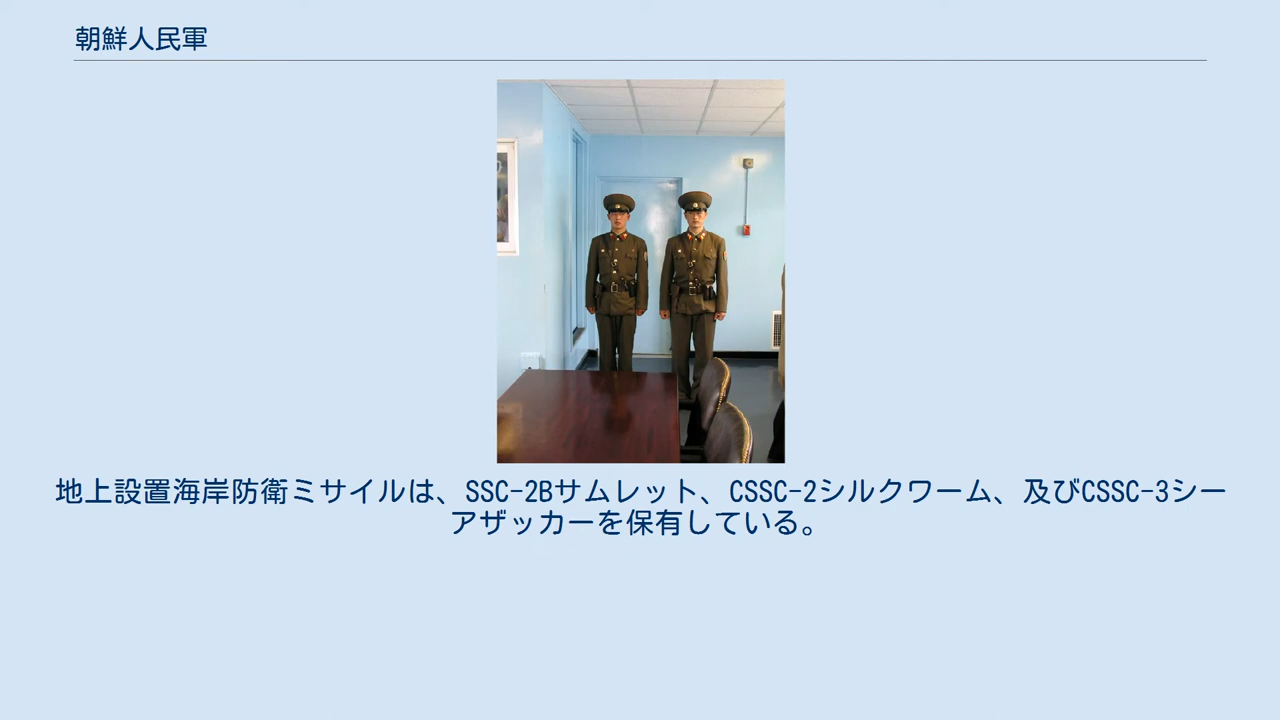 朝鮮人民軍
地上設置海岸防衛ミサイルは、SSC-2Bサムレット、CSSC-2シルクワーム、及びCSSC-3シー
アザッカーを保有している。